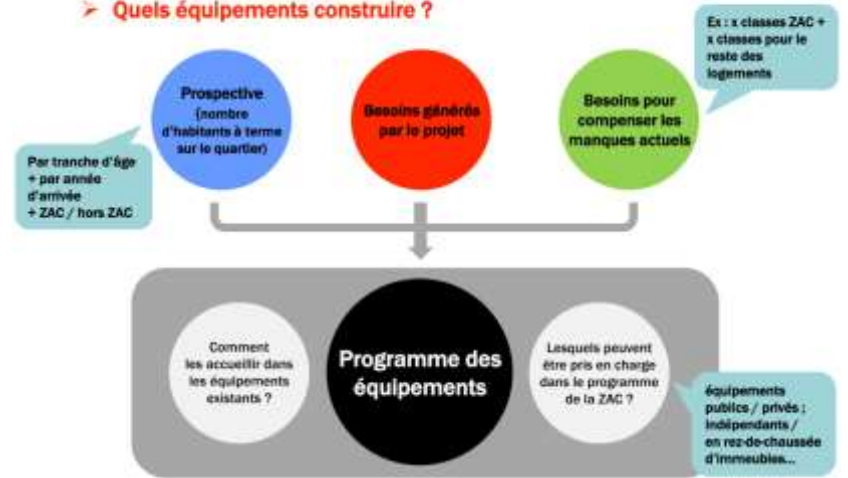 ➢ Quels équipements construire ?
Ex : x classes ZAC +
x classes pour le
reste des
logements
Prospective
(nombre
d'habitants à terme
sur le quartier)
Besoins générés
par le projet
Besoins pour
compenser les
manques actuels
Par tranche d'âge
+ par année
d'arrivée
+ ZAC / hors ZAC
Comment
les accueillir dans
les équipements
existants ?
Programme des
équipements
Lesquels peuvent
être pris en charge
dans le programme
de la ZAC ?
équipements
publics / privés ;
indépendants /
en rez-de-chaussée
d'immeubles...